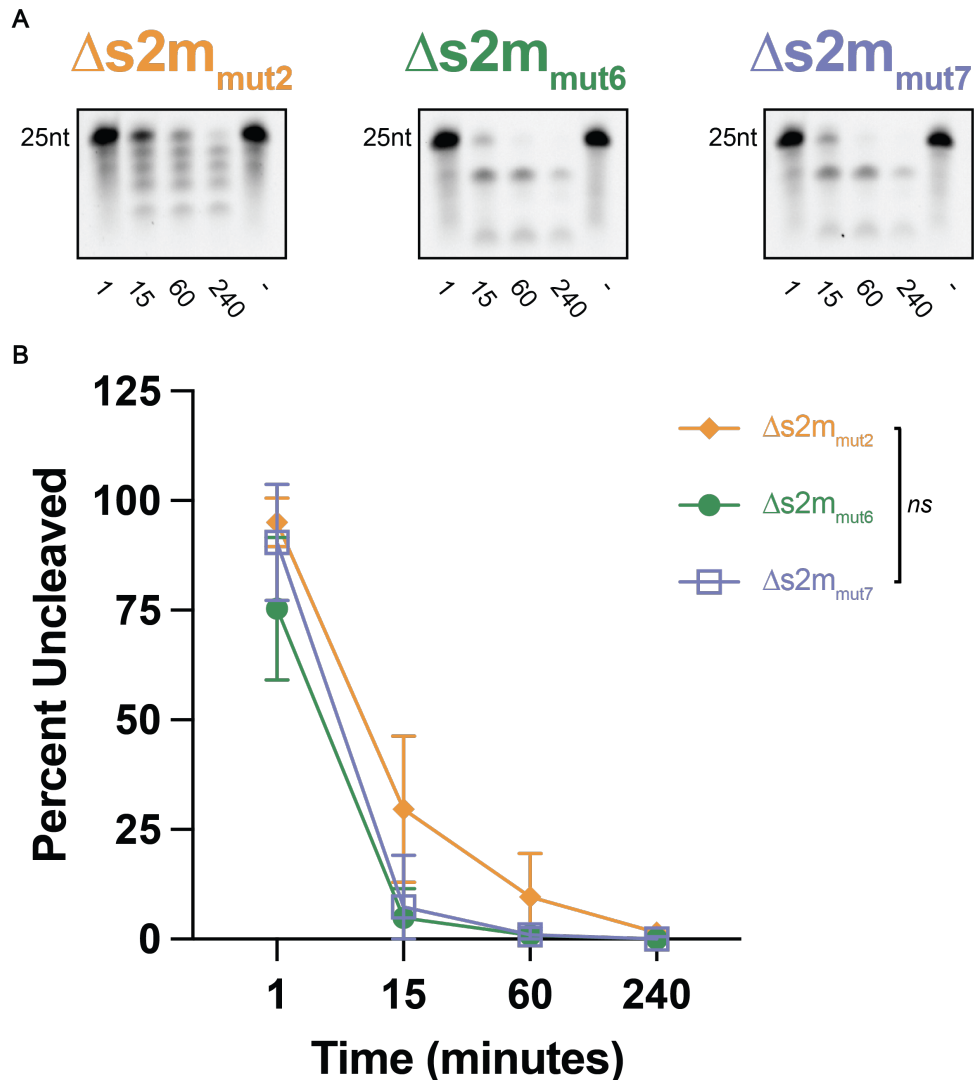 A
Δs2mmut2 Δs2mmut6 Δs2mmut7
25nt 25nt 25nt
1 15 60 240 - 1 15 60 240 - 1 15 60 240 -
B
125
100
75
50
25
0
Percent Uncleaved
Δs2mmut2
Δs2mmut6
Δs2mmut7
ns
1 15 60 240
Time (minutes)